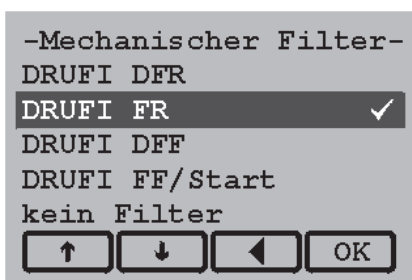 -Mechanischer Filter-
DRUFI DFR
DRUFI FR ✓
DRUFI DFF
DRUFI FF/Start
kein Filter
↑ ↓ ◀ OK